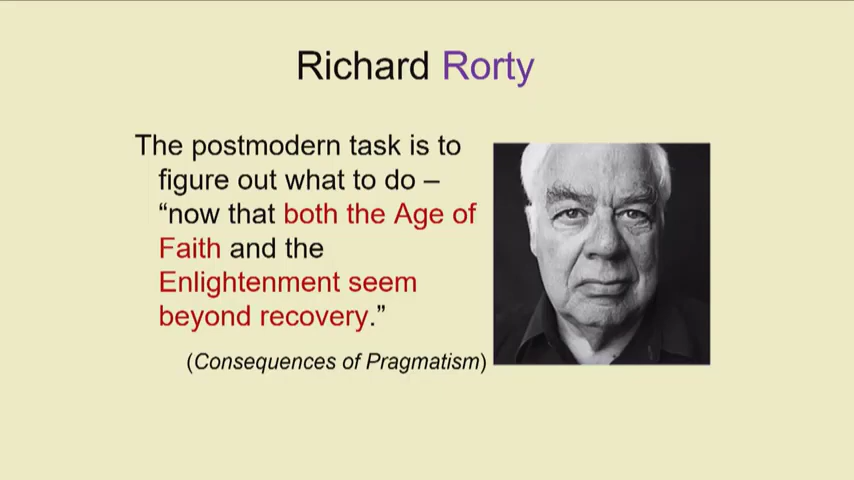 Richard Rorty
The postmodern task is to
figure out what to do –
“now that both the Age of
Faith and the
Enlightenment seem
beyond recovery.”
(Consequences of Pragmatism)